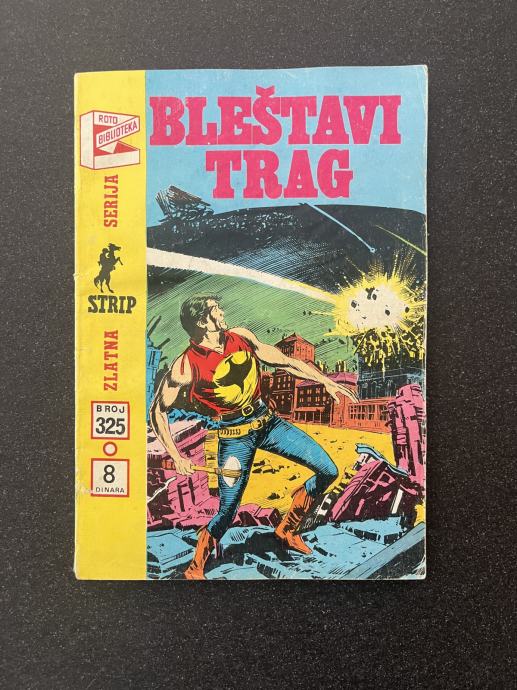 BLEŠTAVI
TRAG
ROTO
BIBLIOTEKA
ZLATNA SERIJA
STRIP
BROJ
325
8
DINARA